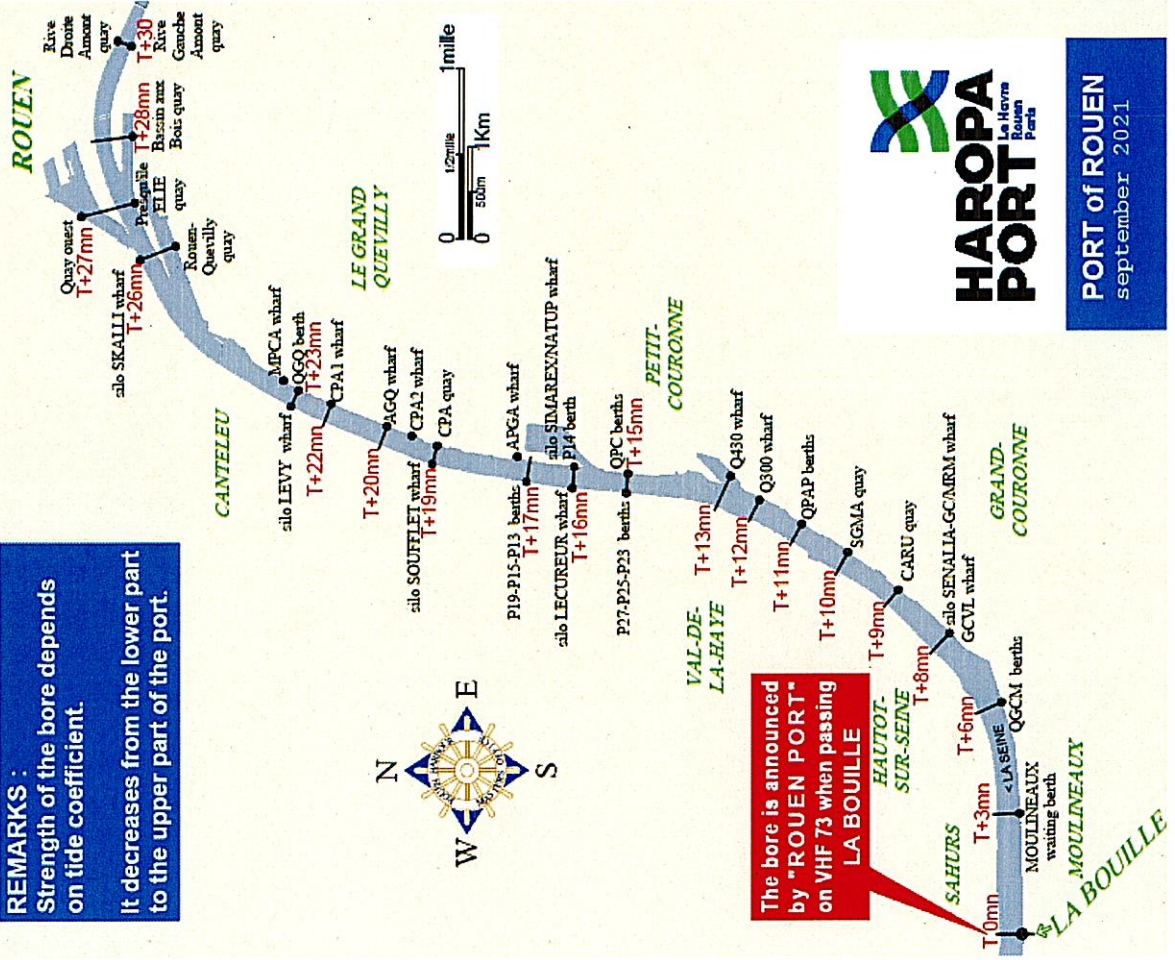 REMARKS :
Strength of the bore depends
on tide coefficient.
It decreases from the lower part
to the upper part of the port.
ROUEN
Rive
Droite
Amont
quay
T+30
Rive
Gauche
Amont
quay
T+28mn
Bassin aux
Bois quay
Quay ouest
T+27mn
Presqu'ile
ELIE
quay
silo SKALLI wharf
T+26mn
Rouen-
Quevilly
quay
CANTELEU
LE GRAND
QUEVILLY
MPCA wharf
QGQ berth
T+23mn
silo LEVY wharf
CPA1 wharf
T+22mn
AGQ wharf
T+20mn
CPA2 wharf
CPA quay
silo SOUFFLET wharf
T+19mn
APGA wharf
P19-P15-P13 berths
T+17mn
silo SIMAREX/NATUP wharf
P14 berth
silo LECUREUR wharf
T+16mn
QPC berths
T+15mn
P27-P25-P23 berths
PETIT-
COURONNE
Q430 wharf
T+13mn
Q300 wharf
T+12mn
QPAP berths
T+11mn
SGMA quay
T+10mn
CARU quay
T+9mn
silo SENALIA-GC/MRM wharf
GCVL wharf
T+8mn
QGCM berths
T+6mn
VAL-DE-
LA-HAYE
GRAND-
COURONNE
HAUTOT-
SUR-SEINE
< LA SEINE
T+3mn
MOULINEAUX
waiting berth
MOULINEAUX
SAHURS
T 0mn
LA BOUILLE
The bore is announced
by "ROUEN PORT"
on VHF 73 when passing
LA BOUILLE
N
W
E
S
0
1/2mille
1mille
0
500m
1Km
HAROPA
PORT
Le Havre
Rouen
Paris
PORT of ROUEN
september 2021